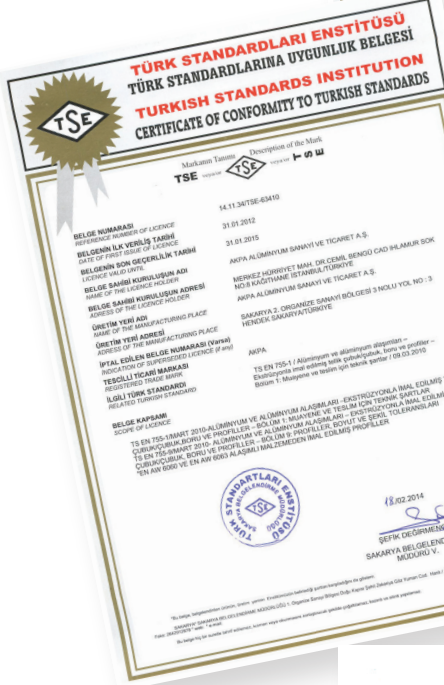 TÜRK STANDARDLARI ENSTİTÜSÜ
TÜRK STANDARDLARINA UYGUNLUK BELGESİ
TURKISH STANDARDS INSTITUTION
CERTIFICATE OF CONFORMITY TO TURKISH STANDARDS
TSE
Markanın Tanımı Description of the Mark
TSE TSE TSE
BELGE NUMARASI
REFERENCE NUMBER OF LICENCE
14.11.34/TSE-63410
BELGENİN İLK VERİLİŞ TARİHİ
DATE OF FIRST ISSUE OF LICENCE
31.01.2012
BELGENİN SON GEÇERLİLİK TARİHİ
LICENCE VALID UNTIL
31.01.2015
BELGE SAHİBİ KURULUŞUN ADI
NAME OF THE LICENCE HOLDER
AKPA ALÜMİNYUM SANAYİ VE TİCARET A.Ş.
BELGE SAHİBİ KURULUŞUN ADRESİ
ADRESS OF THE LICENCE HOLDER
MERKEZ HÜRRİYET MAH. DR.CEMİL BENGÜ CAD IHLAMUR SOK
NO:8 KAĞITHANE İSTANBUL/TÜRKİYE
ÜRETİM YERİ ADI
NAME OF THE MANUFACTURING PLACE
AKPA ALÜMİNYUM SANAYİ VE TİCARET A.Ş.
ÜRETİM YERİ ADRESİ
ADRESS OF THE MANUFACTURING PLACE
SAKARYA 2. ORGANİZE SANAYİ BÖLGESİ 3 NOLU YOL NO : 3
HENDEK SAKARYA/TÜRKİYE
İPTAL EDİLEN BELGE NUMARASI (Varsa)
INDICATION OF SUPERSEDED LICENCE (if any)
TESCİLLİ TİCARİ MARKASI
REGISTERED TRADE MARK
AKPA
İLGİLİ TÜRK STANDARDI
RELATED TURKISH STANDARD
TS EN 755-1 / Alüminyum ve alüminyum alaşımları –
Ekstrüzyonla imal edilmiş çubuk/çubuk, boru ve profiller –
Bölüm 1: Muayene ve teslim için teknik şartlar / 09.03.2010
BELGE KAPSAMI
SCOPE OF LICENCE
TS EN 755-1/MART 2010-ALÜMİNYUM VE ALÜMİNYUM ALAŞIMLARI -EKSTRÜZYONLA İMAL EDİLMİŞ
ÇUBUK/ÇUBUK,BORU VE PROFİLLER – BÖLÜM 1: MUAYENE VE TESLİM İÇİN TEKNİK ŞARTLAR
TS EN 755-9/MART 2010- ALÜMİNYUM VE ALÜMİNYUM ALAŞIMLARI – EKSTRÜZYONLA İMAL EDİLMİ
ÇUBUK/ÇUBUK, BORU VE PROFİLLER – BÖLÜM 9: PROFİLLER, BOYUT VE ŞEKİL TOLERANSLARI
*EN AW 6060 VE EN AW 6063 ALAŞIMLI MALZEMEDEN İMAL EDİLMİŞ PROFİLLER
TÜRK STANDARTLARI ENSTİTÜSÜ
SAKARYA BELGELENDİRME MÜDÜRLÜĞÜ
TSE
18.02.2014
ŞEFİK DEĞİRMEN
SAKARYA BELGELEND
MÜDÜRÜ V.